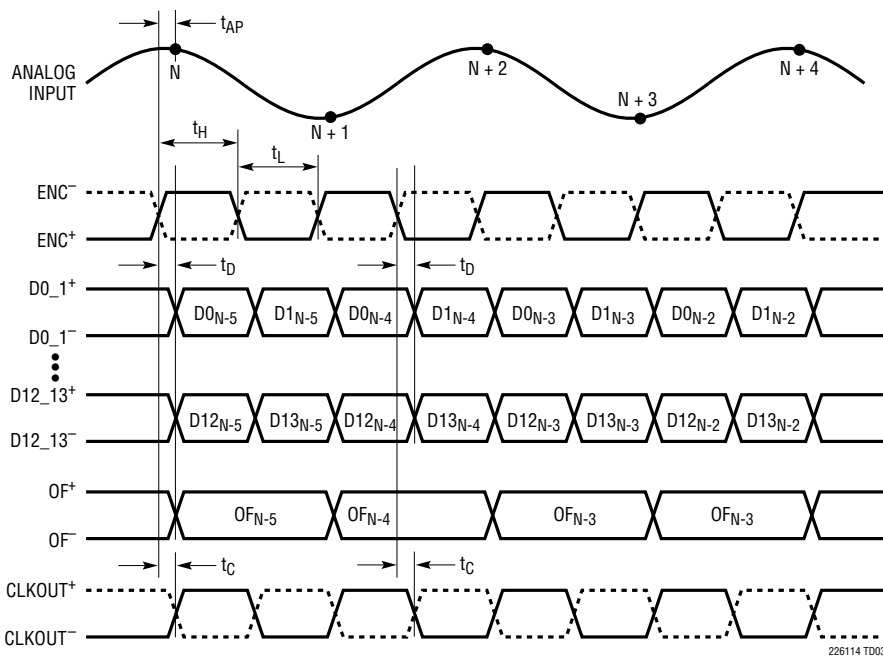 tAP
ANALOG
INPUT
N
N + 1
N + 2
N + 3
N + 4
tH
tL
ENC–
ENC+
tD
tD
D0_1+
D0_1–
D0N-5
D1N-5
D0N-4
D1N-4
D0N-3
D1N-3
D0N-2
D1N-2
D12_13+
D12_13–
D12N-5
D13N-5
D12N-4
D13N-4
D12N-3
D13N-3
D12N-2
D13N-2
OF+
OF–
OFN-5
OFN-4
OFN-3
OFN-3
tC
tC
CLKOUT+
CLKOUT–
226114 TD03